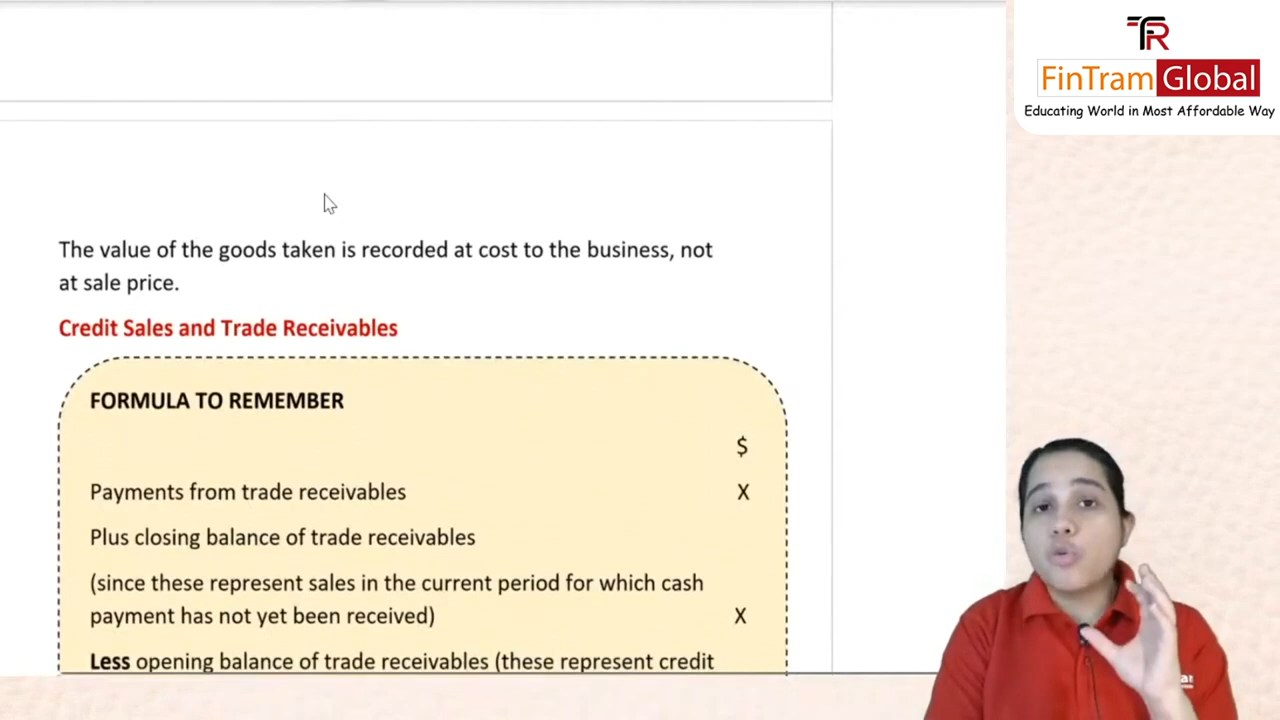 FinTram Global
Educating World in Most Affordable Way
The value of the goods taken is recorded at cost to the business, not
at sale price.
Credit Sales and Trade Receivables
FORMULA TO REMEMBER
$
Payments from trade receivables X
Plus closing balance of trade receivables
(since these represent sales in the current period for which cash
payment has not yet been received) X
Less opening balance of trade receivables (these represent credit